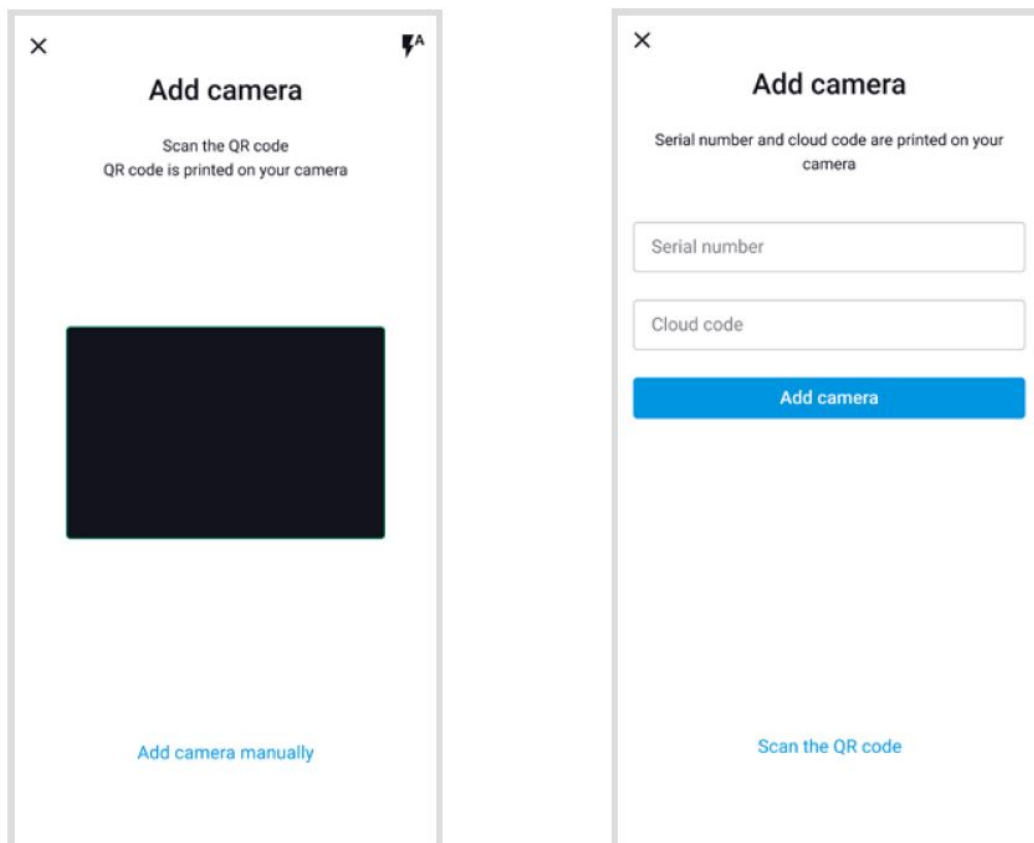 A
Add camera
Scan the QR code
QR code is printed on your camera
Add camera manually
Add camera
Serial number and cloud code are printed on your
camera
Serial number
Cloud code
Add camera
Scan the QR code